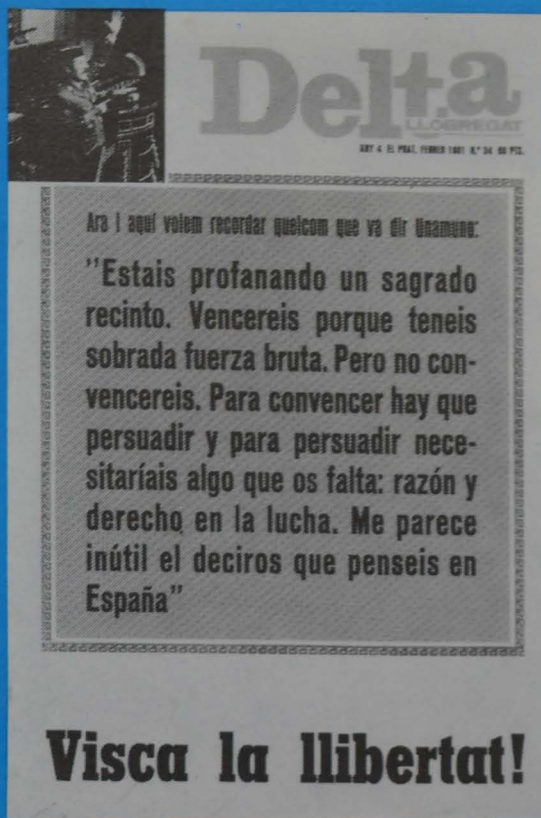 Delta
LLOBREGAT
ANY 4 EL PRAT, FEBRER 1981 N.º 34 60 PTS.
Ara i aquí volem recordar quelcom que va dir Unamuno:
"Estais profanando un sagrado
recinto. Vencereis porque teneis
sobrada fuerza bruta. Pero no con-
vencereis. Para convencer hay que
persuadir y para persuadir nece-
sitaríais algo que os falta: razón y
derecho en la lucha. Me parece
inútil el deciros que penseis en
España"
Visca la llibertat!